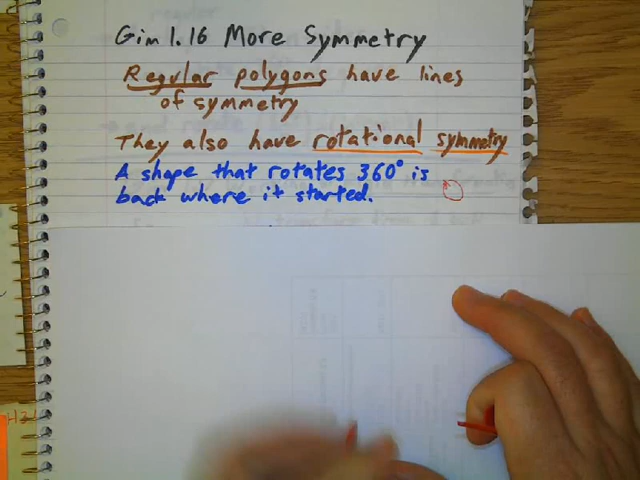 Gim 1.16 More Symmetry
Regular polygons have lines
of symmetry
They also have rotational symmetry
A shape that rotates 360° is
back where it started.